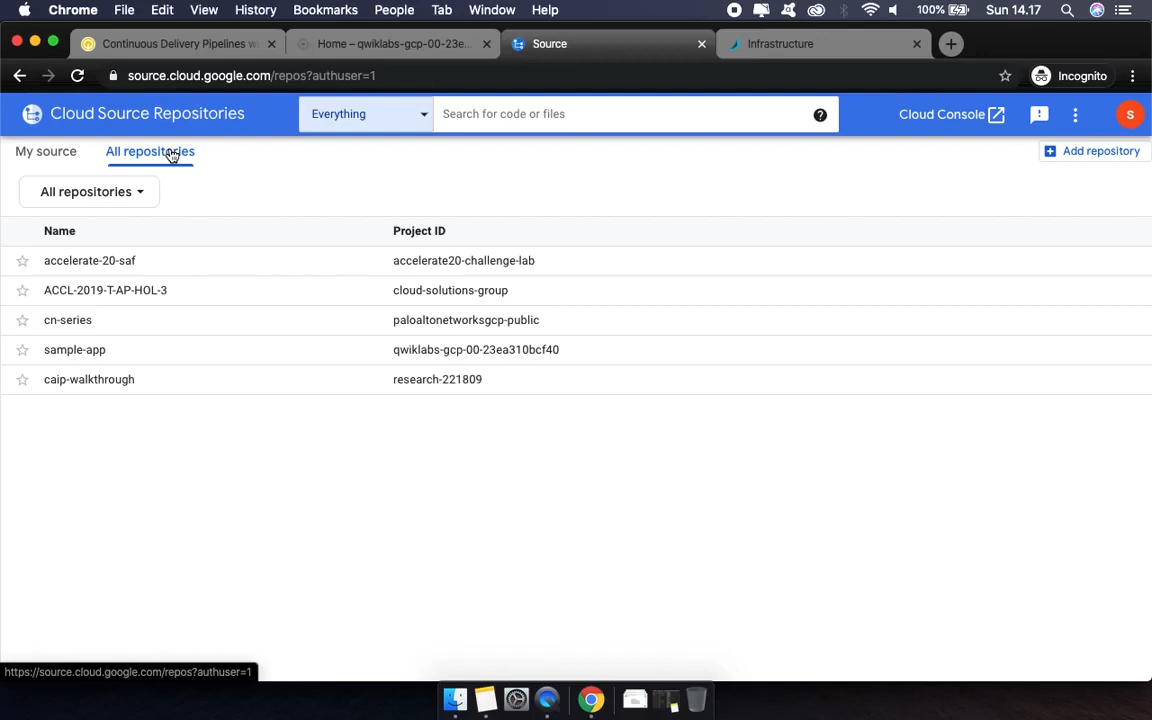 Chrome File Edit View History Bookmarks People Tab Window Help 100% Sun 14.17
Continuous Delivery Pipelines w Home – qwiklabs-gcp-00-23e... Source Infrastructure
source.cloud.google.com/repos?authuser=1 Incognito
Cloud Source Repositories Everything Search for code or files ? Cloud Console S
My source All repositories Add repository
All repositories
Name Project ID
accelerate-20-saf accelerate20-challenge-lab
ACCL-2019-T-AP-HOL-3 cloud-solutions-group
cn-series paloaltonetworksgcp-public
sample-app qwiklabs-gcp-00-23ea310bcf40
caip-walkthrough research-221809
https://source.cloud.google.com/repos?authuser=1